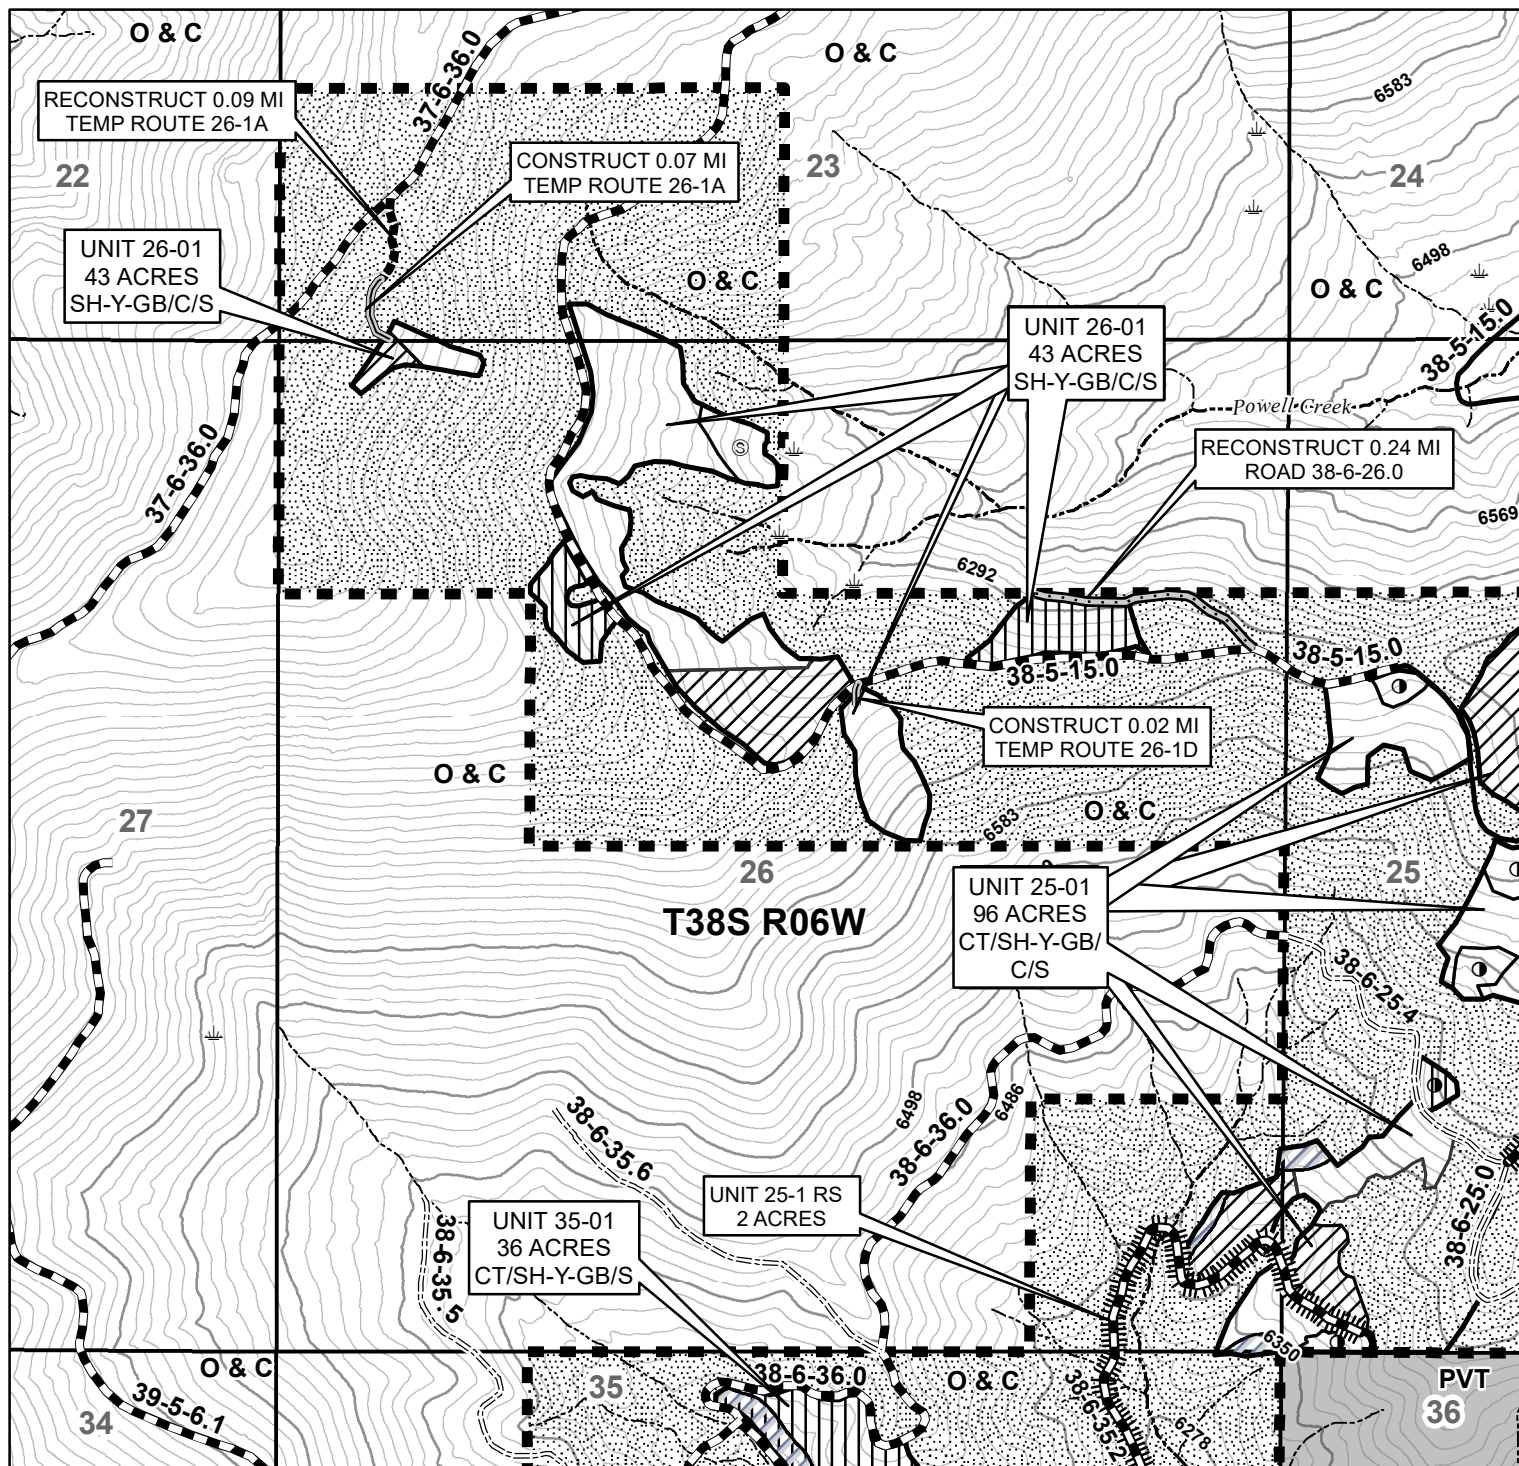 O & C
O & C
6583
37-6-36.0
RECONSTRUCT 0.09 MI
TEMP ROUTE 26-1A
CONSTRUCT 0.07 MI
TEMP ROUTE 26-1A
22
23
24
UNIT 26-01
43 ACRES
SH-Y-GB/C/S
O & C
6498
O & C
38-5-15.0
UNIT 26-01
43 ACRES
SH-Y-GB/C/S
Powell Creek
37-6-36.0
S
RECONSTRUCT 0.24 MI
ROAD 38-6-26.0
6569
6292
38-5-15.0
38-5-15.0
CONSTRUCT 0.02 MI
TEMP ROUTE 26-1D
O & C
27
6583
O & C
26
25
UNIT 25-01
96 ACRES
CT/SH-Y-GB/
C/S
T38S R06W
38-6-25.4
6498
6486
38-6-36.0
38-6-35.6
38-6-25.0
UNIT 25-1 RS
2 ACRES
UNIT 35-01
36 ACRES
CT/SH-Y-GB/S
38-6-35.5
6350
O & C
38-6-36.0
O & C
PVT
39-5-6.1
34
35
38-6-35.2
36
6278